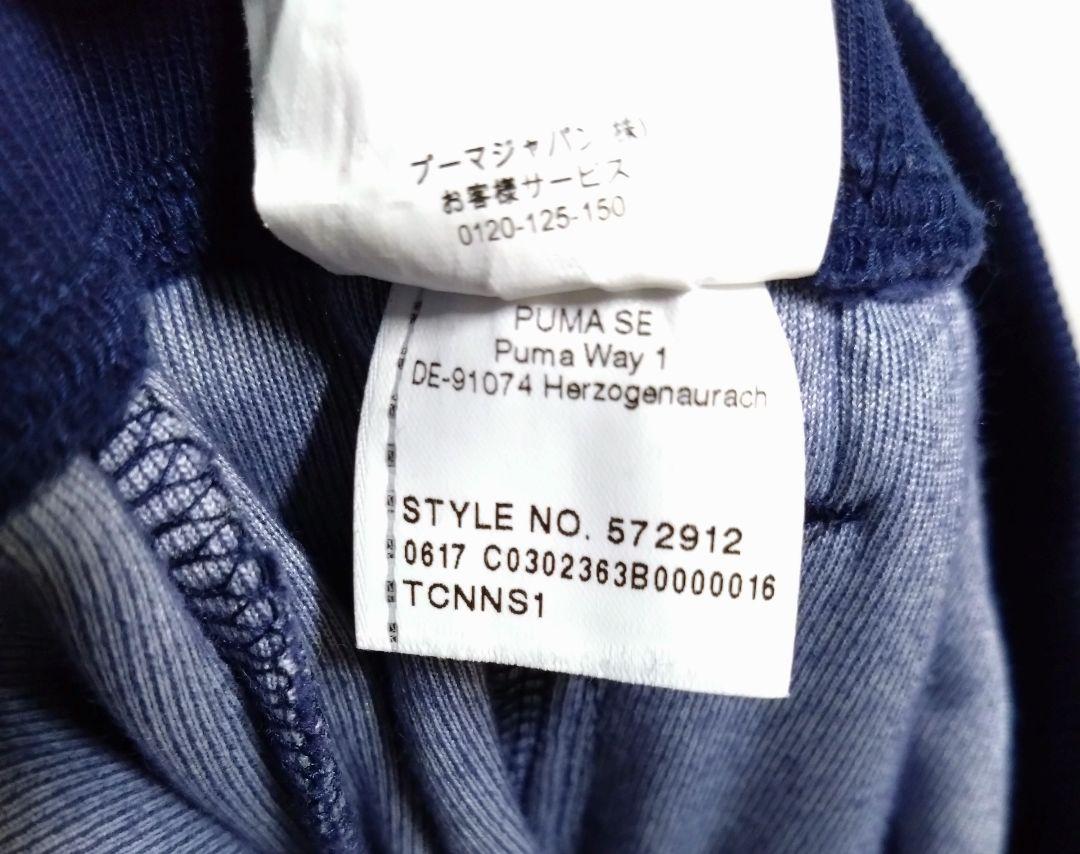 プーマジャパン 株)
お客様サービス
0120-125-150
PUMA SE
Puma Way 1
DE-91074 Herzogenaurach
STYLE NO. 572912
0617 C0302363B0000016
TCNNS1